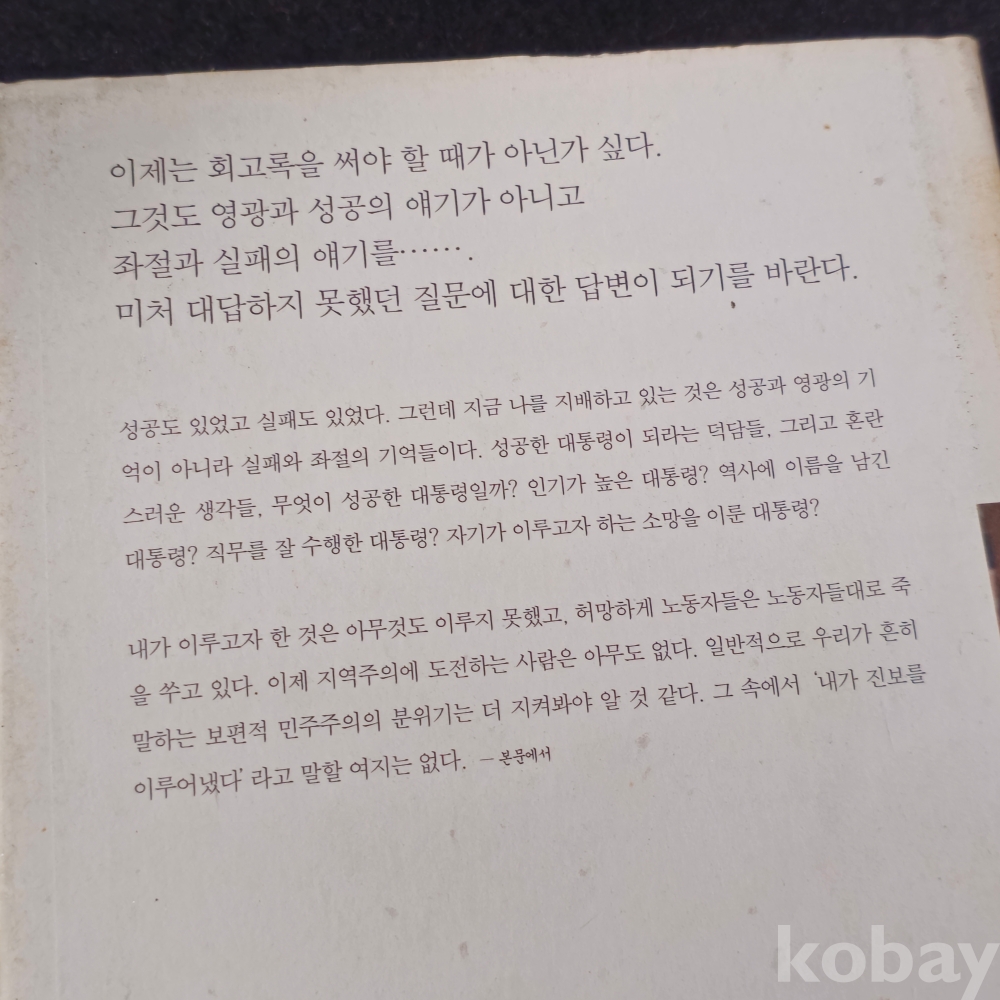 이제는 회고록을 써야 할 때가 아닌가 싶다.
그것도 영광과 성공의 얘기가 아니고
좌절과 실패의 얘기를…….
미처 대답하지 못했던 질문에 대한 답변이 되기를 바란다.
성공도 있었고 실패도 있었다. 그런데 지금 나를 지배하고 있는 것은 성공과 영광의 기
억이 아니라 실패와 좌절의 기억들이다. 성공한 대통령이 되라는 덕담들, 그리고 혼란
스러운 생각들, 무엇이 성공한 대통령일까? 인기가 높은 대통령? 역사에 이름을 남긴
대통령? 직무를 잘 수행한 대통령? 자기가 이루고자 하는 소망을 이룬 대통령?
내가 이루고자 한 것은 아무것도 이루지 못했고, 허망하게 노동자들은 노동자들대로 죽
을 쑤고 있다. 이제 지역주의에 도전하는 사람은 아무도 없다. 일반적으로 우리가 흔히
말하는 보편적 민주주의의 분위기는 더 지켜봐야 알 것 같다. 그 속에서 ‘내가 진보를
이루어냈다’라고 말할 여지는 없다. – 본문에서
kobay